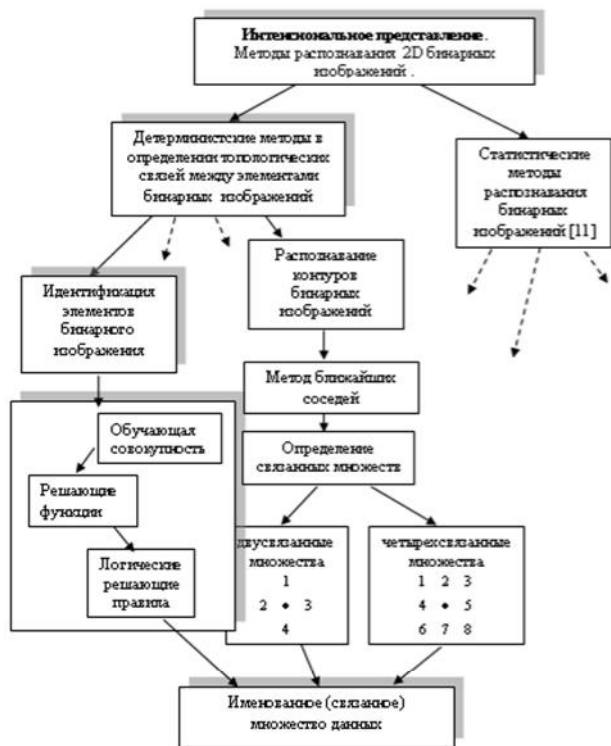 Интенсиональное представление.
Методы распознавания 2D бинарных
изображений .
Детерминистские методы в
определении топологических
связей между элементами
бинарных изображений
Статистические
методы
распознавания
бинарных
изображений [11]
Распознавание
контуров
бинарных
изображений
Идентификация
элементов
бинарного
изображения
Метод ближайших
соседей
Обучающая
совокупность
Определение
связанных множеств
Решающие
функции
Логические
решающие
правила
двусвязанные
множества
1
2 • 3
4
четырехсвязанные
множества
1 2 3
4 • 5
6 7 8
Именованное (связанное)
множество данных